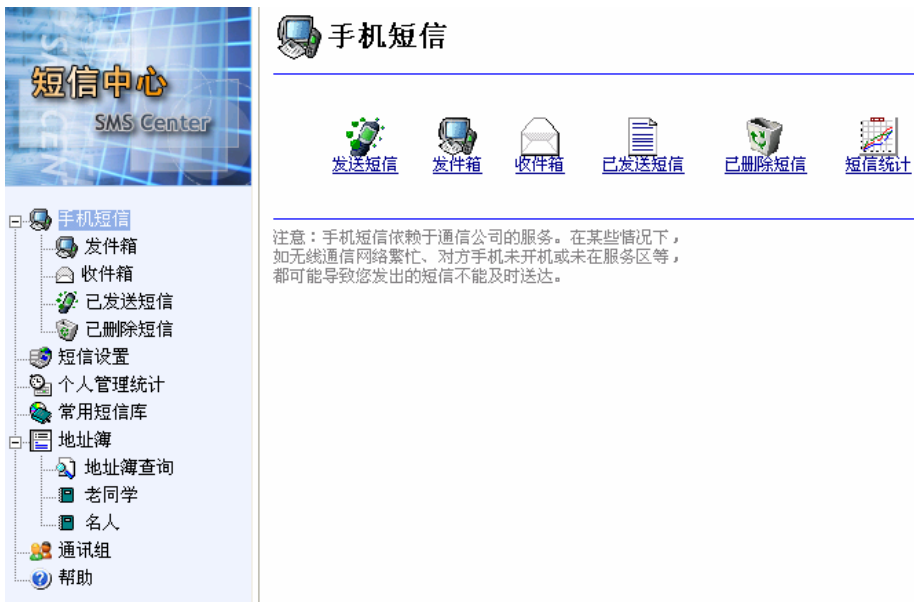 短信中心
SMS Center
手机短信
发件箱
收件箱
已发送短信
已删除短信
短信设置
个人管理统计
常用短信库
地址簿
地址簿查询
老同学
名人
通讯组
帮助
手机短信
发送短信 发件箱 收件箱 已发送短信 已删除短信 短信统计
注意：手机短信依赖于通信公司的服务。在某些情况下，
如无线通信网络繁忙、对方手机未开机或未在服务区等，
都可能导致您发出的短信不能及时送达。